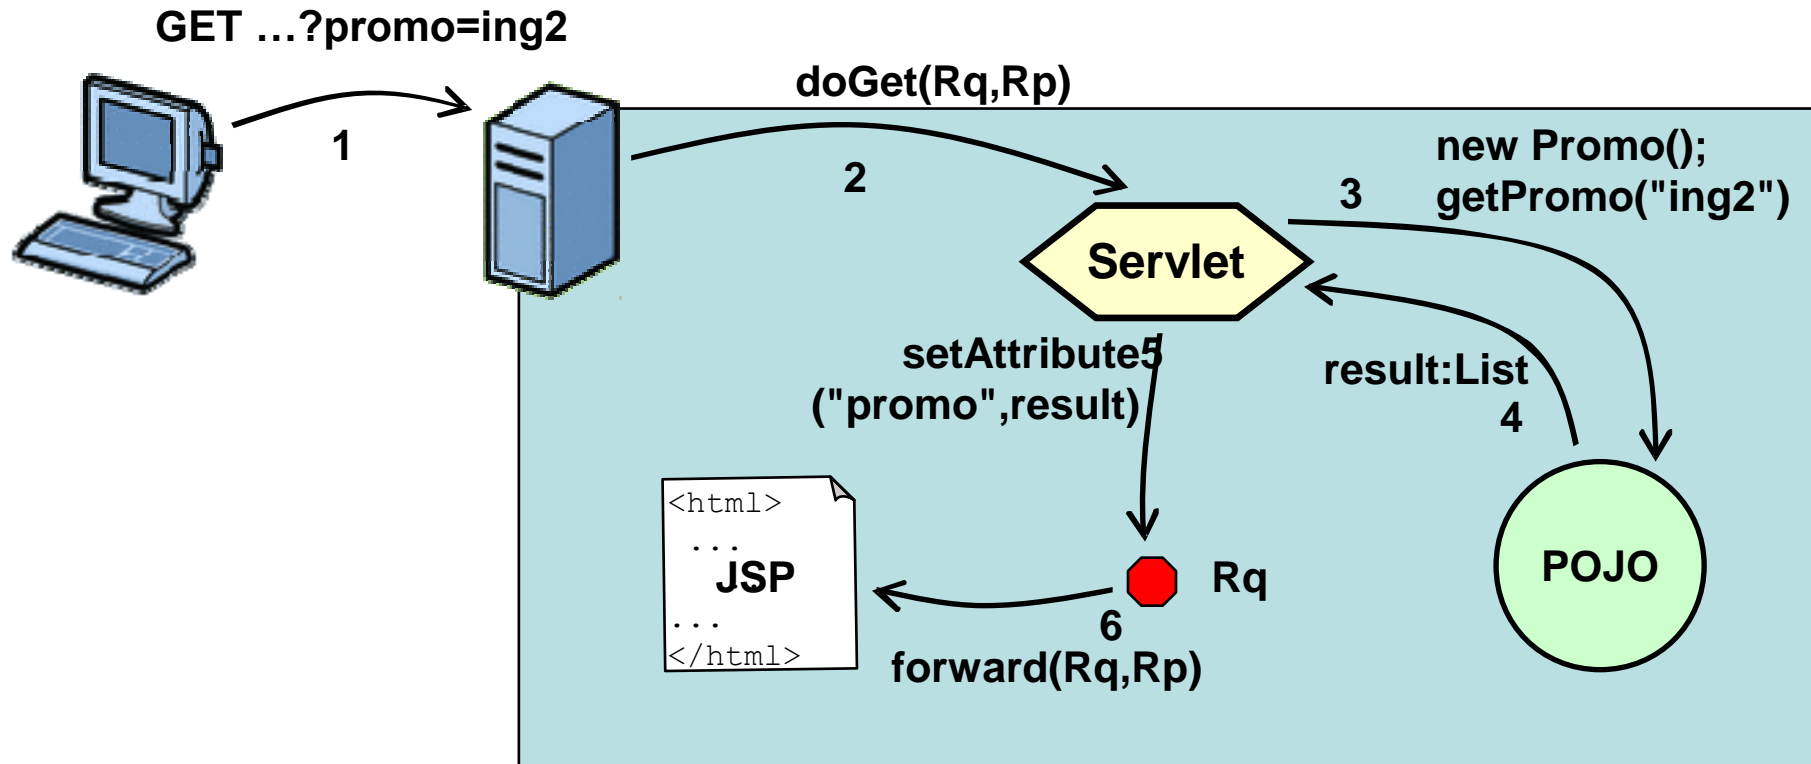 GET ...?promo=ing2
doGet(Rq,Rp)
1
2
3
new Promo();
getPromo("ing2")
Servlet
setAttribute5
("promo",result)
result:List
4
<html>
...
JSP
...
</html>
Rq
POJO
6
forward(Rq,Rp)